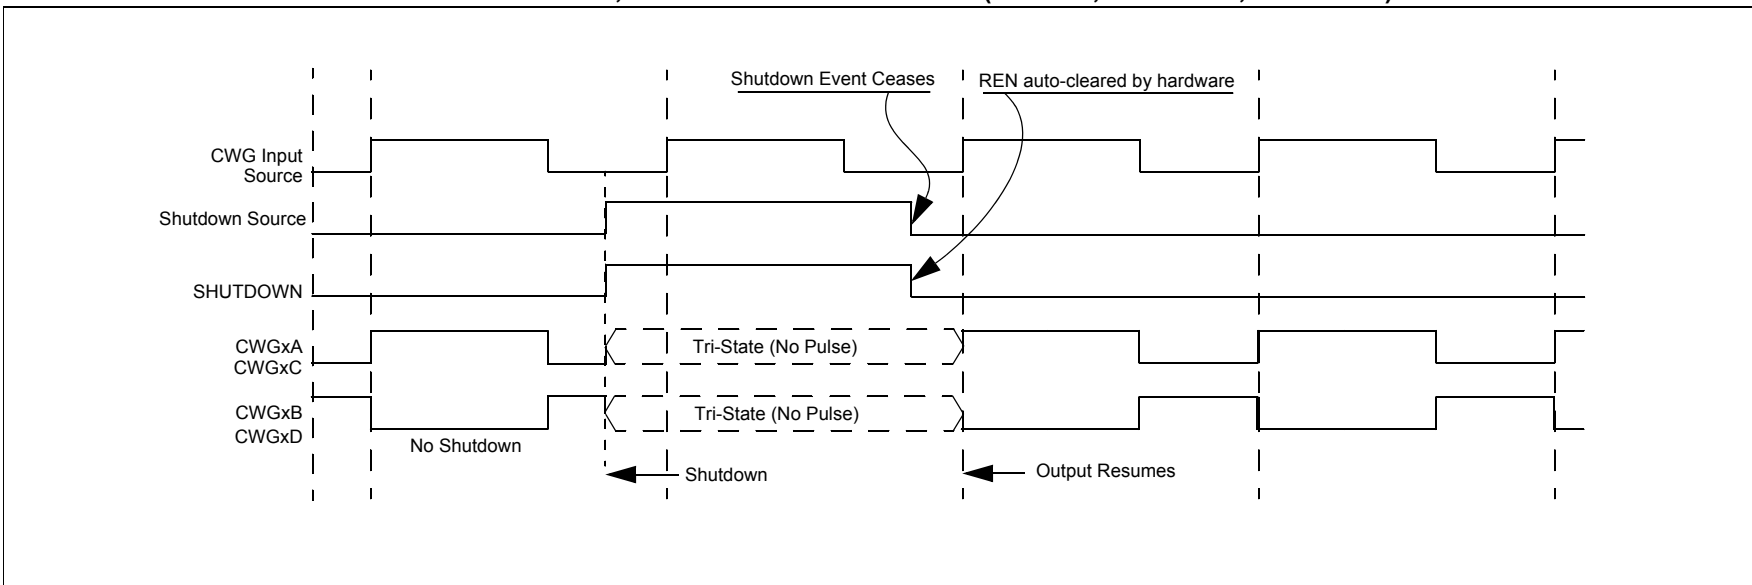 Shutdown Event Ceases
REN auto-cleared by hardware
CWG Input
Source
Shutdown Source
SHUTDOWN
CWGxA
CWGxC
Tri-State (No Pulse)
CWGxB
CWGxD
Tri-State (No Pulse)
No Shutdown
Shutdown
Output Resumes